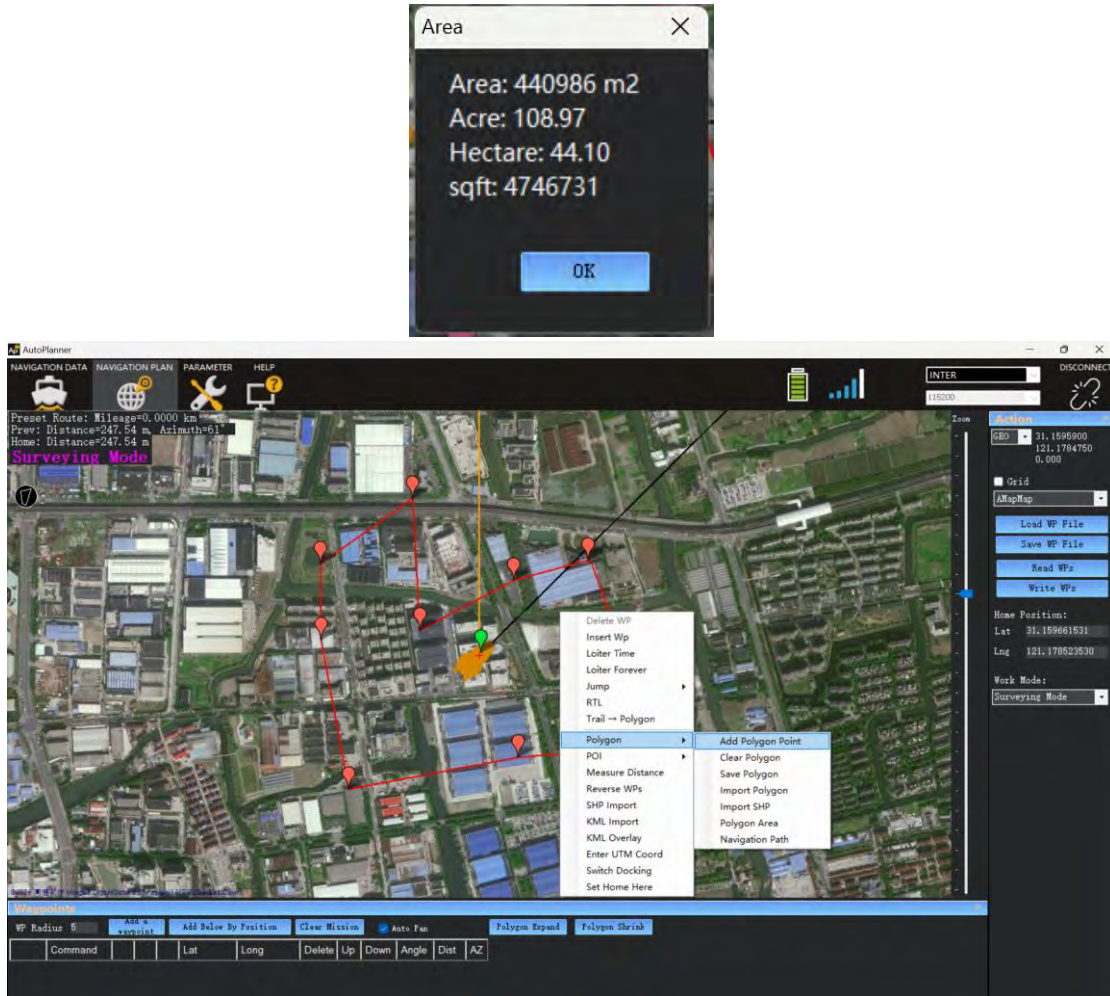 Area
Area: 440986 m2
Acre: 108.97
Hectare: 44.10
sqft: 4746731
OK
AutoPlanner
NAVIGATION DATA NAVIGATION PLAN PARAMETER HELP
INTER
115200
DISCONNECT
Preset Route: Mileage=0.0000 km
Prev: Distance=247.54 m, Azimuth=61°
Home: Distance=247.54 m
Surveying Mode
Zoom
Action
GEO 31.1595900
121.1784750
0.000
Grid
AMapMap
Load WP File
Save WP File
Read WPs
Write WPs
Home Position:
Lat 31.159661531
Lng 121.178523530
Work Mode:
Surveying Mode
Delete WP
Insert Wp
Loiter Time
Loiter Forever
Jump
RTL
Trail → Polygon
Polygon
POI
Measure Distance
Reverse WPs
SHP Import
KML Import
KML Overlay
Enter UTM Coord
Switch Docking
Set Home Here
Add Polygon Point
Clear Polygon
Save Polygon
Import Polygon
Import SHP
Polygon Area
Navigation Path
Waypoints
WP Radius 5 Add a waypoint Add Below By Position Clear Mission Auto Pan Polygon Expand Polygon Shrink
Command Lat Long Delete Up Down Angle Dist AZ